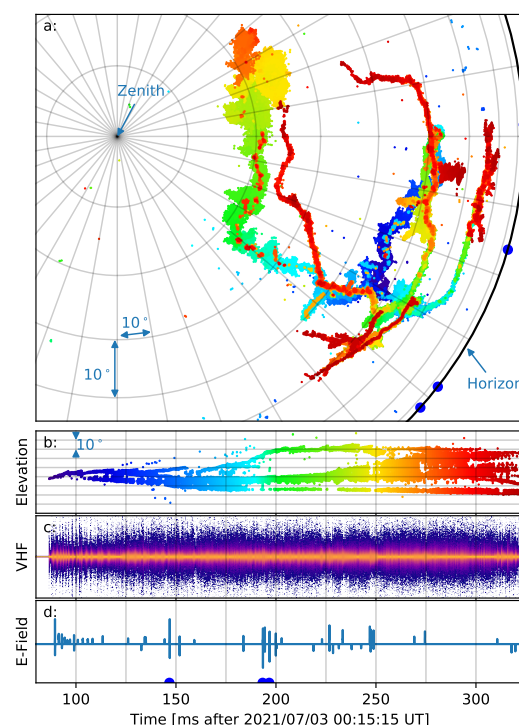 a:
Zenith
10°
10°
Horizon
b:
10°
Elevation
c:
VHF
d:
E-Field
100 150 200 250 300
Time [ms after 2021/07/03 00:15:15 UT]